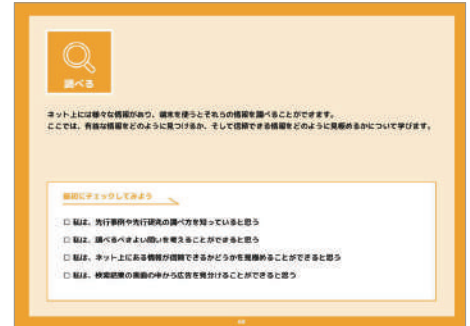 調べる
ネット上には様々な情報があり、端末を使うとそれらの情報を調べることができます。
ここでは、有益な情報をどのように見つけるか、そして信頼できる情報をどのように見極めるかについて学びます。
最初にチェックしてみよう
□ 私は、先行事例や先行研究の調べ方を知っていると思う
□ 私は、調べるべきよい問いを考えることができると思う
□ 私は、ネット上にある情報が信頼できるかどうかを見極めることができると思う
□ 私は、検索結果の画面の中から広告を見分けることができると思う